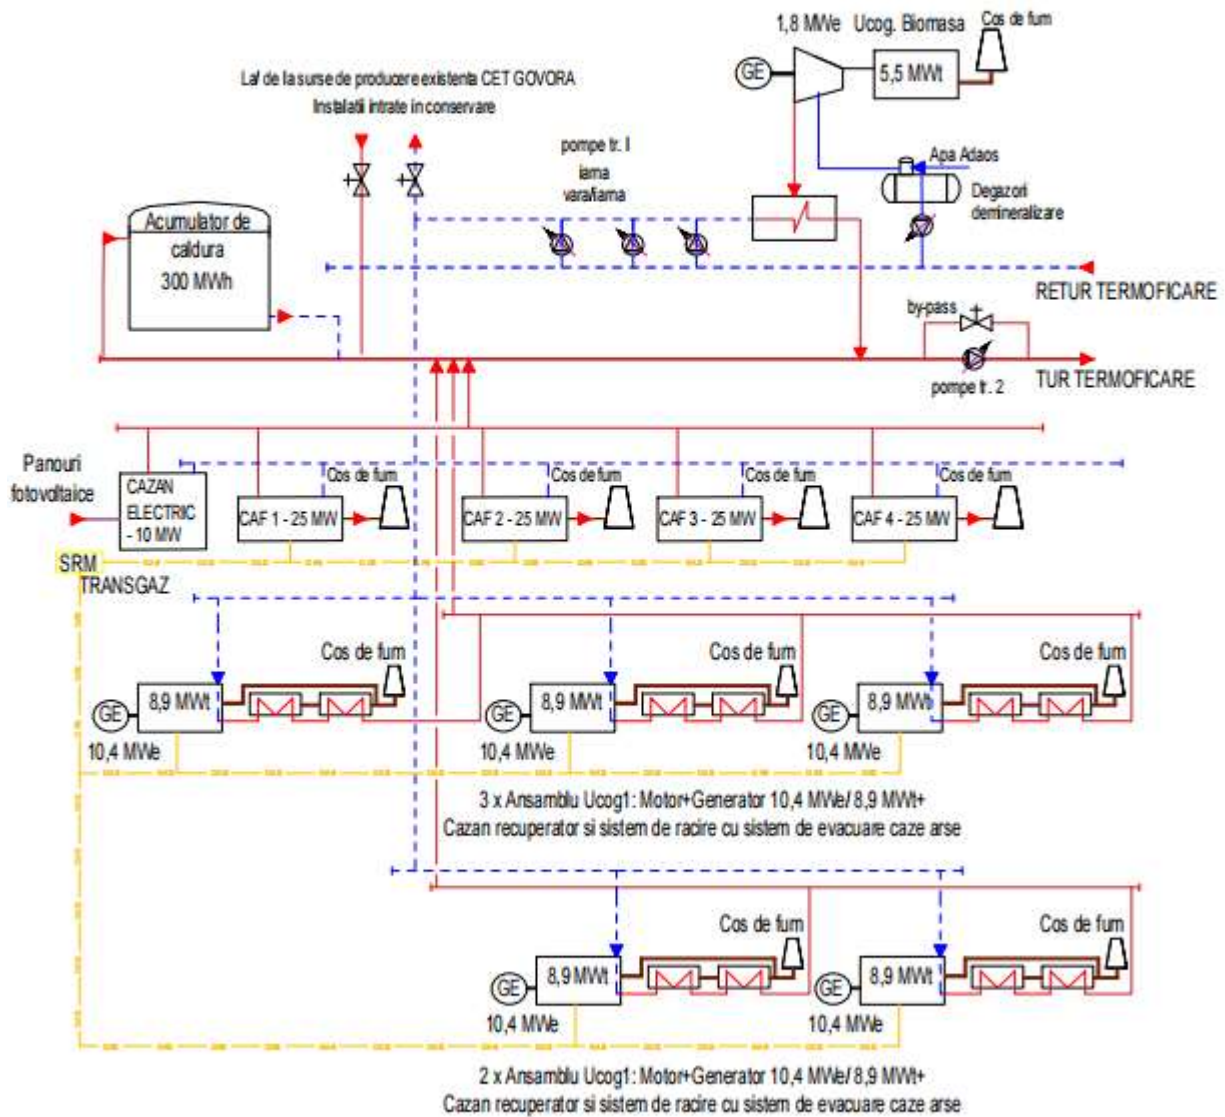 1,8 MWe Ucog. Biomasa
Cos de fum
GE
5,5 MWt
La/ de la surse de producere existenta CET GOVORA
Instalatii intrate in conservare
pompe tr. I
iarna
vara/iarna
Apa Adaos
Degazori
demineralizare
Acumulator de
caldura
300 MWh
RETUR TERMOFICARE
by-pass
pompe tr. 2
TUR TERMOFICARE
Panouri
fotovoltaice
CAZAN
ELECTRIC
- 10 MW
Cos de fum
Cos de fum
Cos de fum
Cos de fum
CAF 1 - 25 MW
CAF 2 - 25 MW
CAF 3 - 25 MW
CAF 4 - 25 MW
SRM
TRANSGAZ
Cos de fum
Cos de fum
Cos de fum
8,9 MWt
8,9 MWt
8,9 MWt
GE
GE
GE
10,4 MWe
10,4 MWe
10,4 MWe
3 x Ansamblu Ucog1: Motor+Generator 10,4 MWe/ 8,9 MWt+
Cazan recuperator si sistem de racire cu sistem de evacuare caze arse
Cos de fum
Cos de fum
8,9 MWt
8,9 MWt
GE
GE
10,4 MWe
10,4 MWe
2 x Ansamblu Ucog1: Motor+Generator 10,4 MWe/ 8,9 MWt+
Cazan recuperator si sistem de racire cu sistem de evacuare caze arse